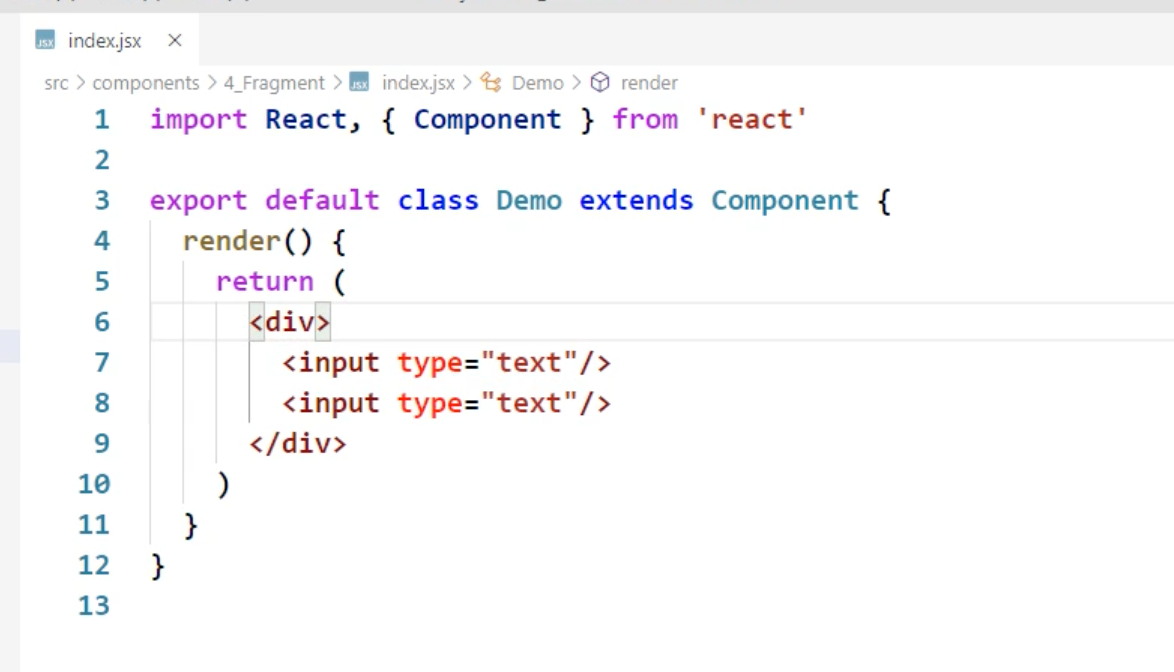 JSX index.jsx ×
src > components > 4_Fragment > JSX index.jsx > Demo > render
1 import React, { Component } from 'react'
2
3 export default class Demo extends Component {
4   render() {
5     return (
6       <div>
7         <input type="text"/>
8         <input type="text"/>
9       </div>
10     )
11   }
12 }
13